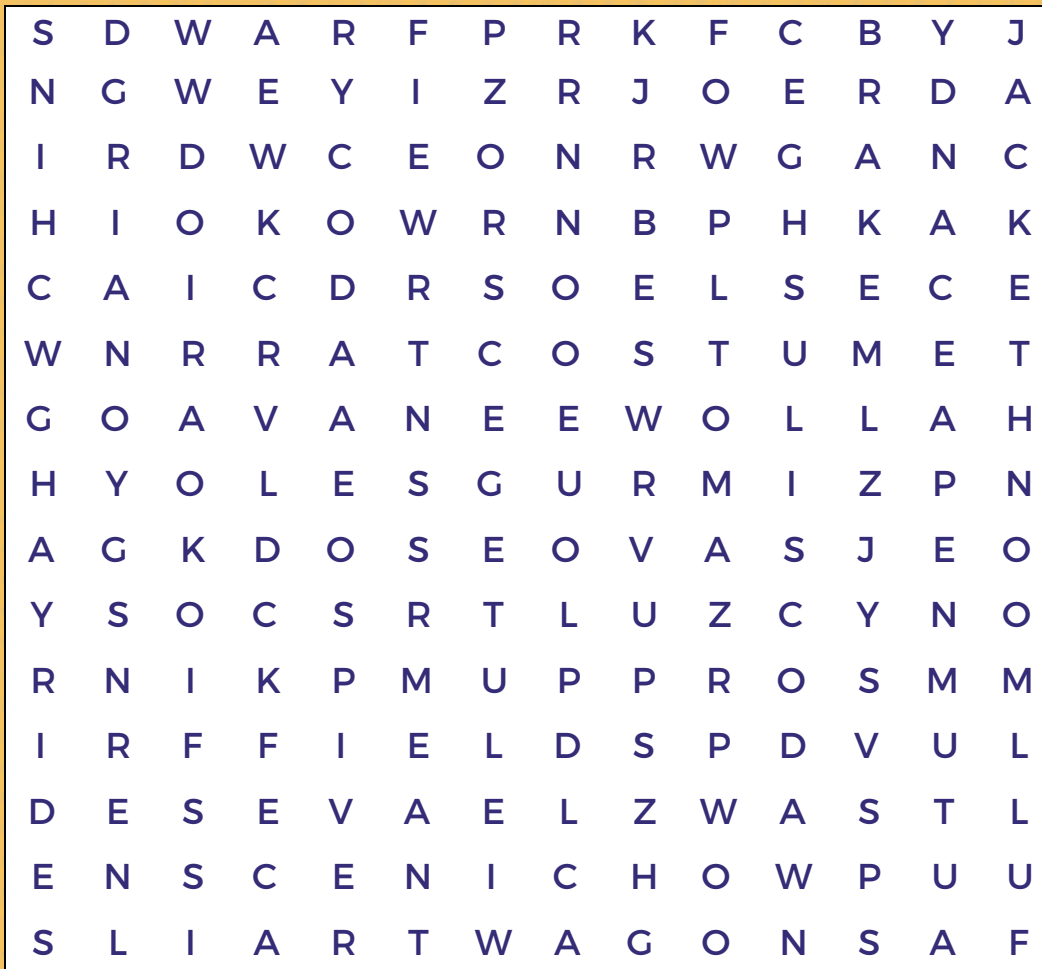 S D W A R F P R K F C B Y J
N G W E Y I Z R J O E R D A
I R D W C E O N R W G A N C
H I O K O W R N B P H K A K
C A I C D R S O E L S E C E
W N R R A T C O S T U M E T
G O A V A N E E W O L L A H
H Y O L E S G U R M I Z P N
A G K D O S E O V A S J E O
Y S O C S R T L U Z C Y N O
R N I K P M U P P R O S M M
I R F F I E L D S P D V U L
D E S E V A E L Z W A S T L
E N S C E N I C H O W P U U
S L I A R T W A G O N S A F